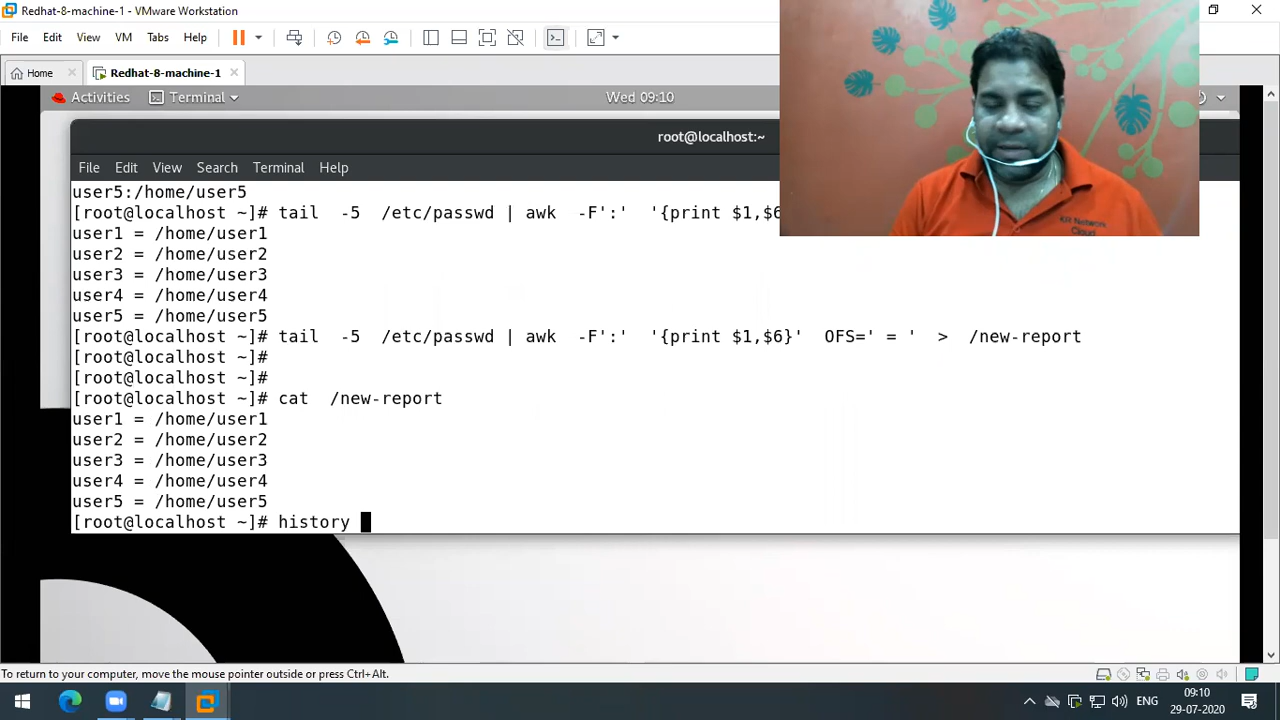 Redhat-8-machine-1 - VMware Workstation
File Edit View VM Tabs Help
Home Redhat-8-machine-1
Activities Terminal Wed 09:10
root@localhost:~
File Edit View Search Terminal Help
user5:/home/user5
[root@localhost ~]# tail -5 /etc/passwd | awk -F':' '{print $1,$6
user1 = /home/user1
user2 = /home/user2
user3 = /home/user3
user4 = /home/user4
user5 = /home/user5
[root@localhost ~]# tail -5 /etc/passwd | awk -F':' '{print $1,$6}' OFS=' = ' > /new-report
[root@localhost ~]#
[root@localhost ~]#
[root@localhost ~]# cat /new-report
user1 = /home/user1
user2 = /home/user2
user3 = /home/user3
user4 = /home/user4
user5 = /home/user5
[root@localhost ~]# history
KR Network
Cloud
To return to your computer, move the mouse pointer outside or press Ctrl+Alt.
ENG
09:10
29-07-2020